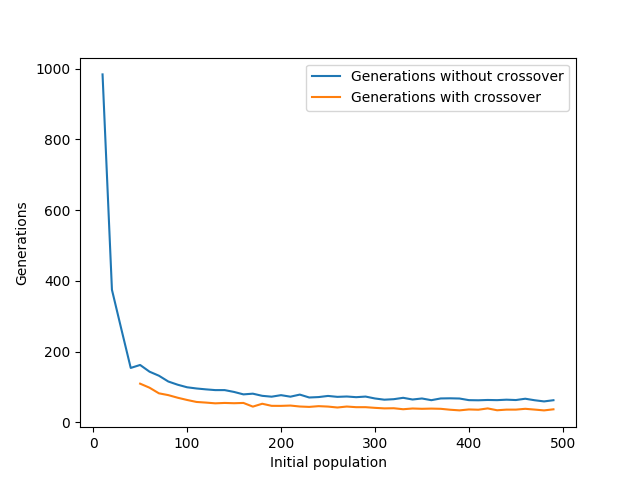 Generations without crossover
Generations with crossover
1000
800
600
400
200
0
Generations
0 100 200 300 400 500
Initial population